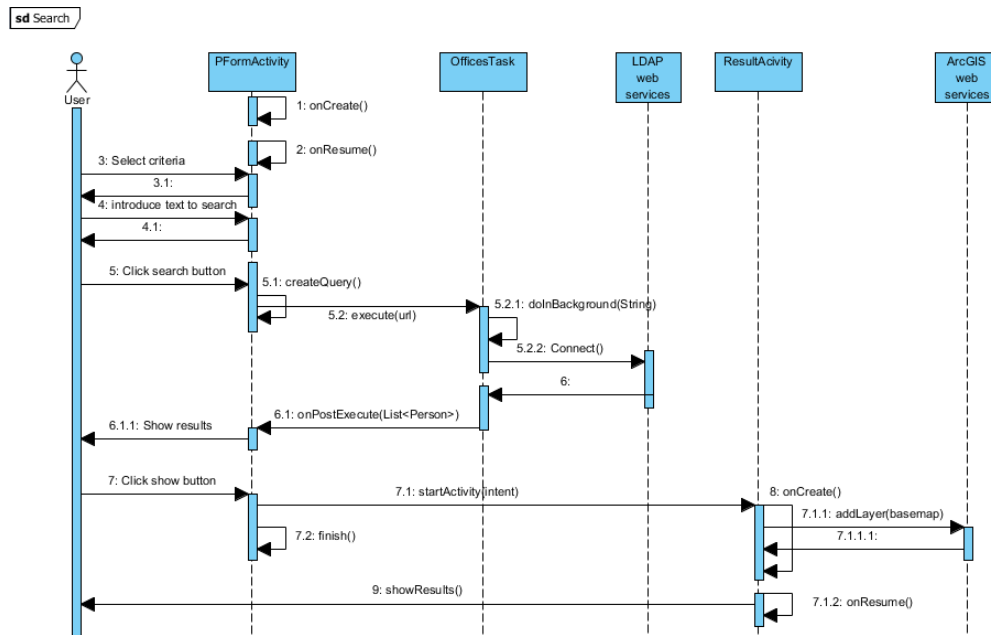 sd Search
PFormActivity
OfficesTask
LDAP
web
services
ResultAcivity
ArcGIS
web
services
User
1: onCreate()
2: onResume()
3: Select criteria
3.1:
4: introduce text to search
4.1:
5: Click search button
5.1: createQuery()
5.2: execute(url)
5.2.1: doInBackground(String)
5.2.2: Connect()
6:
6.1: onPostExecute(List<Person>)
6.1.1: Show results
7: Click show button
7.1: startActivity(intent)
8: onCreate()
7.1.1: addLayer(basemap)
7.2: finish()
7.1.1.1:
9: showResults()
7.1.2: onResume()